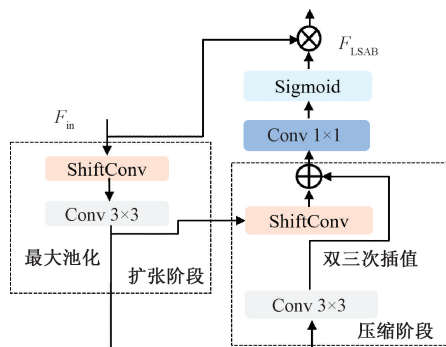 F_LSAB
Sigmoid
F_in
Conv 1×1
ShiftConv
Conv 3×3
ShiftConv
最大池化
扩张阶段
双三次插值
Conv 3×3
压缩阶段